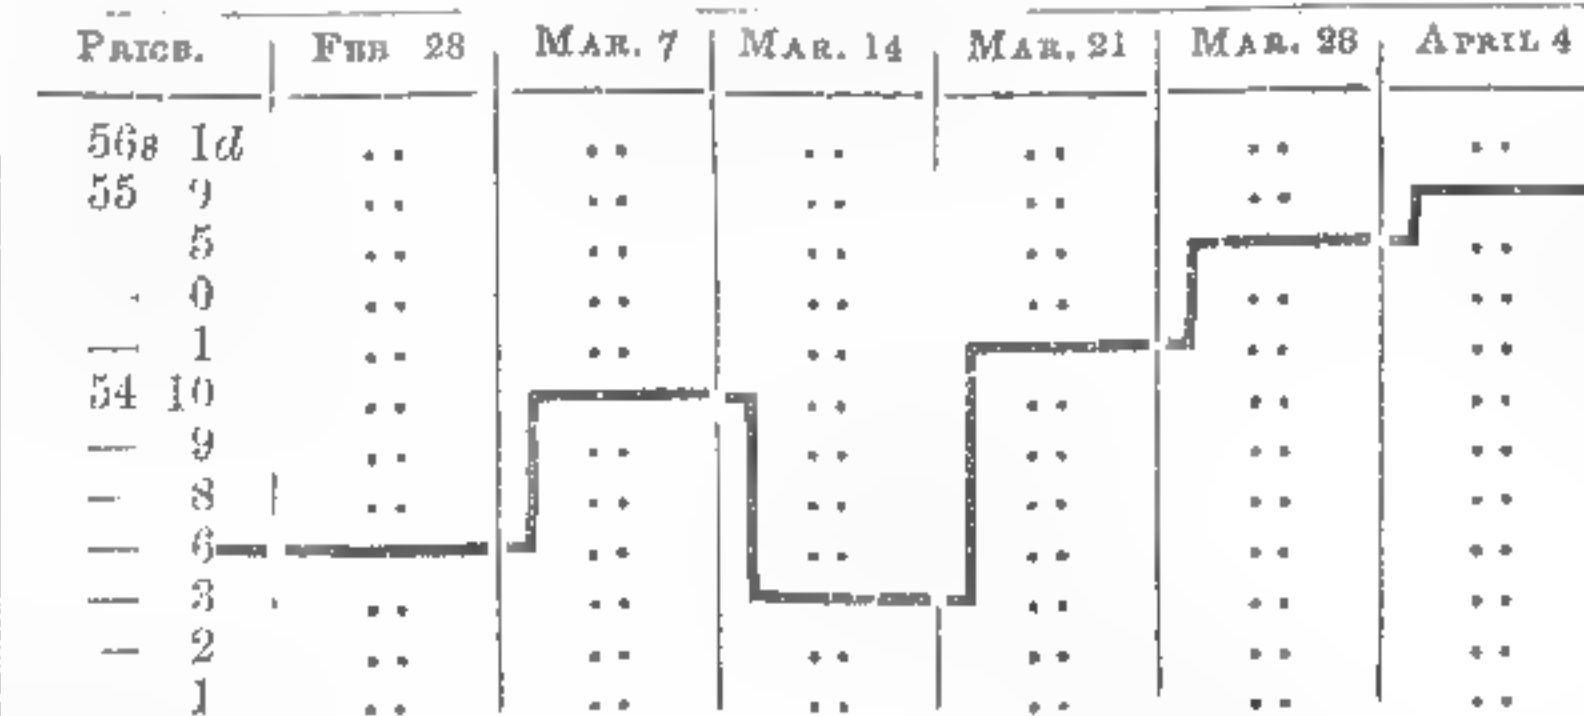 PRICE. FEB 28 MAR. 7 MAR. 14 MAR. 21 MAR. 28 APRIL 4
56s 1d .. .. .. .. .. ..
55 9 .. .. .. .. ..
5 .. .. .. .. ..
0 .. .. .. .. .. ..
— 1 .. .. .. .. ..
54 10 .. .. .. .. ..
— 9 .. .. .. .. .. ..
— 8 .. .. .. .. .. ..
— 6 .. .. .. .. ..
— 3 .. .. .. .. ..
— 2 .. .. .. .. .. ..
1 .. .. .. .. .. ..